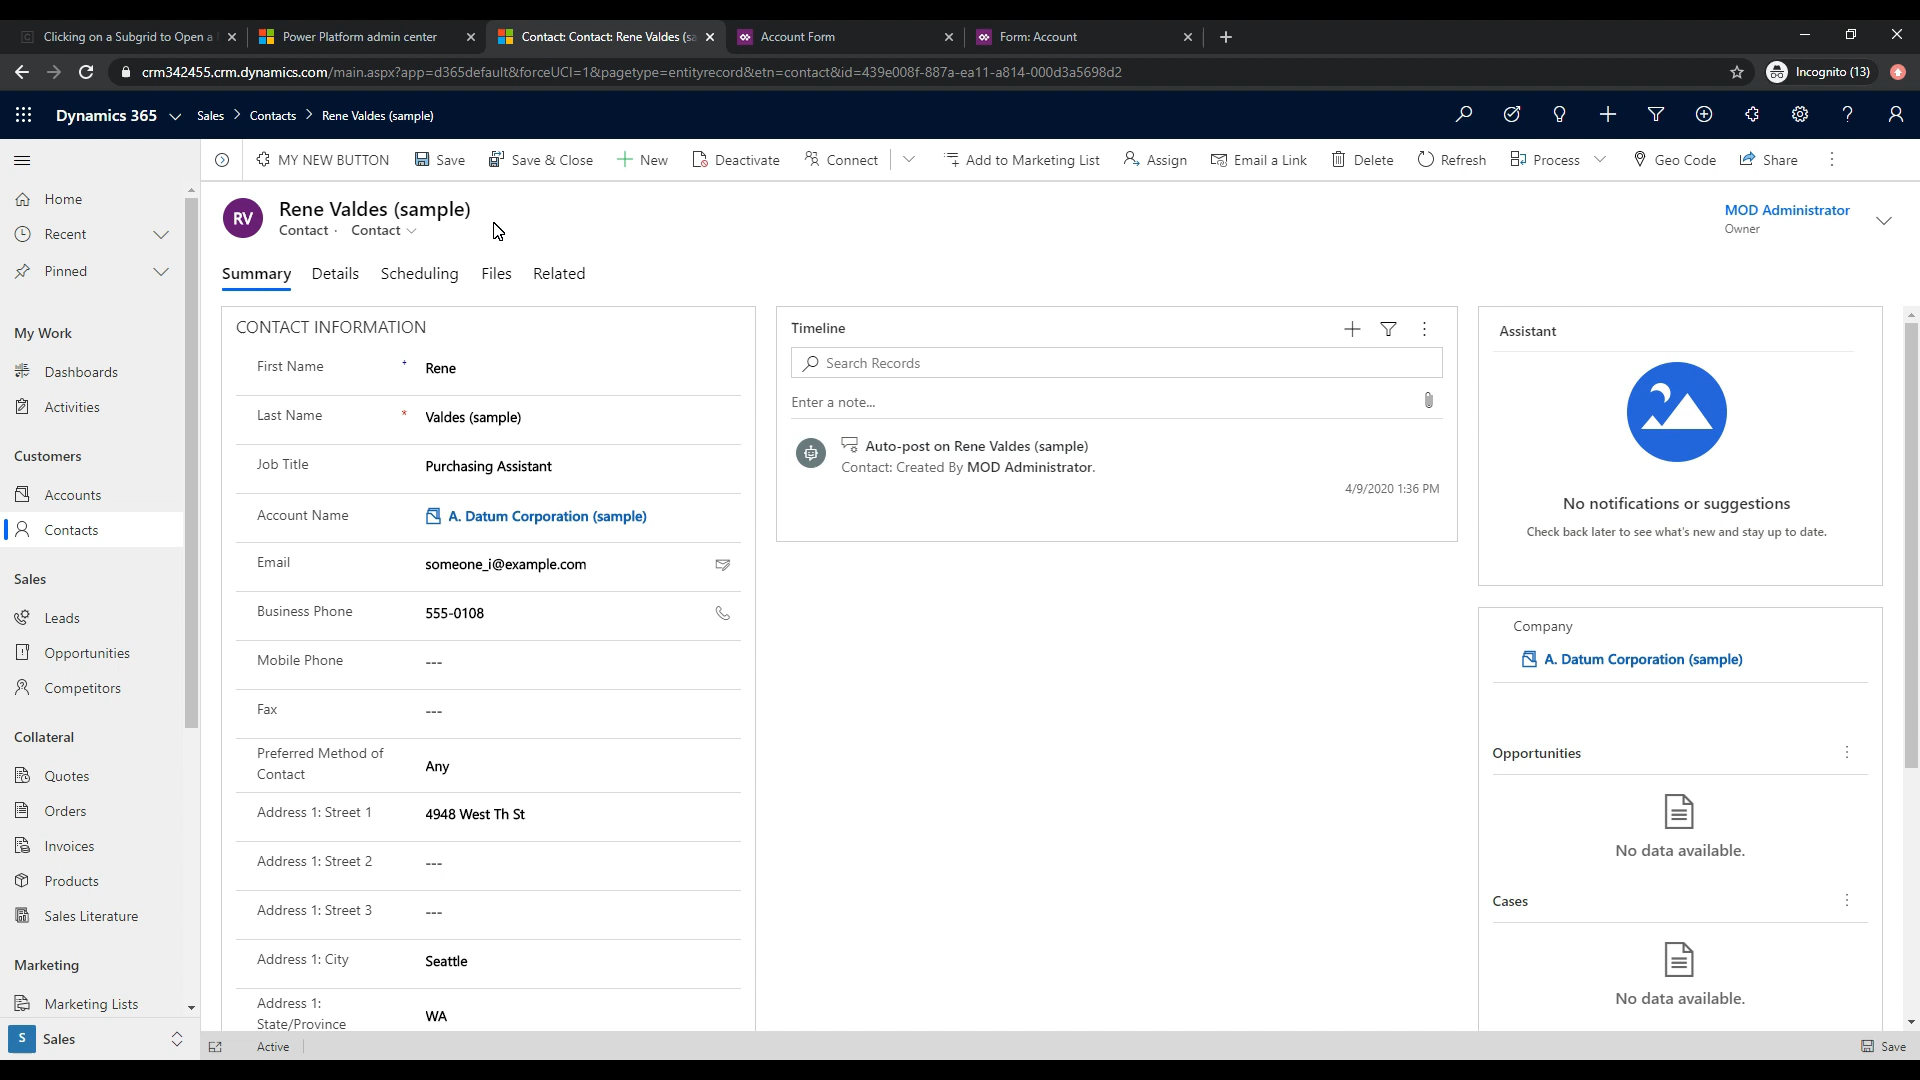 Clicking on a Subgrid to Open a
Power Platform admin center
Contact: Contact: Rene Valdes (sa
Account Form
Form: Account
crm342455.crm.dynamics.com/main.aspx?app=d365default&forceUCI=1&pagetype=entityrecord&etn=contact&id=439e008f-887a-ea11-a814-000d3a5698d2
Incognito (13)
Dynamics 365
Sales > Contacts > Rene Valdes (sample)
MY NEW BUTTON
Save
Save & Close
New
Deactivate
Connect
Add to Marketing List
Assign
Email a Link
Delete
Refresh
Process
Geo Code
Share
Home
Recent
Pinned
My Work
Dashboards
Activities
Customers
Accounts
Contacts
Sales
Leads
Opportunities
Competitors
Collateral
Quotes
Orders
Invoices
Products
Sales Literature
Marketing
Marketing Lists
S
Sales
RV
Rene Valdes (sample)
Contact · Contact
MOD Administrator
Owner
Summary
Details
Scheduling
Files
Related
CONTACT INFORMATION
First Name + Rene
Last Name * Valdes (sample)
Job Title Purchasing Assistant
Account Name A. Datum Corporation (sample)
Email someone_i@example.com
Business Phone 555-0108
Mobile Phone ---
Fax ---
Preferred Method of
Contact
Any
Address 1: Street 1 4948 West Th St
Address 1: Street 2 ---
Address 1: Street 3 ---
Address 1: City Seattle
Address 1:
State/Province
WA
Timeline
Search Records
Enter a note...
Auto-post on Rene Valdes (sample)
Contact: Created By MOD Administrator.
4/9/2020 1:36 PM
Assistant
No notifications or suggestions
Check back later to see what's new and stay up to date.
Company
A. Datum Corporation (sample)
Opportunities
No data available.
Cases
No data available.
Active
Save